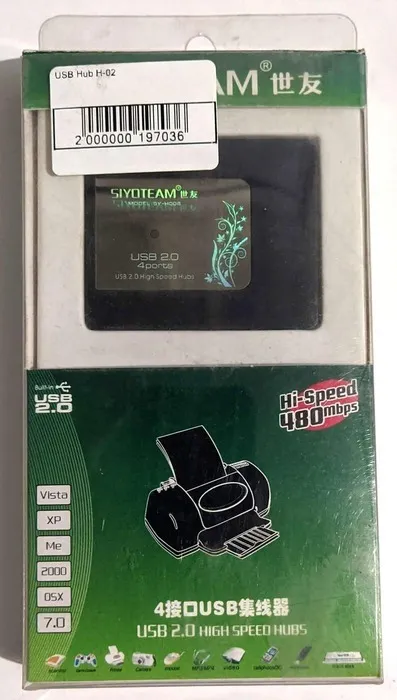 USB Hub H-02
2 000000 197036
AM® 世友
SIYOTEAM® 世友
USB 2.0
4ports
USB 2.0 High Speed Hubs
Built-in
USB
2.0
Hi-Speed
480mbps
Vista
XP
Me
2000
OSX
7.0
4接口USB集线器
USB 2.0 HIGH SPEED HUBS